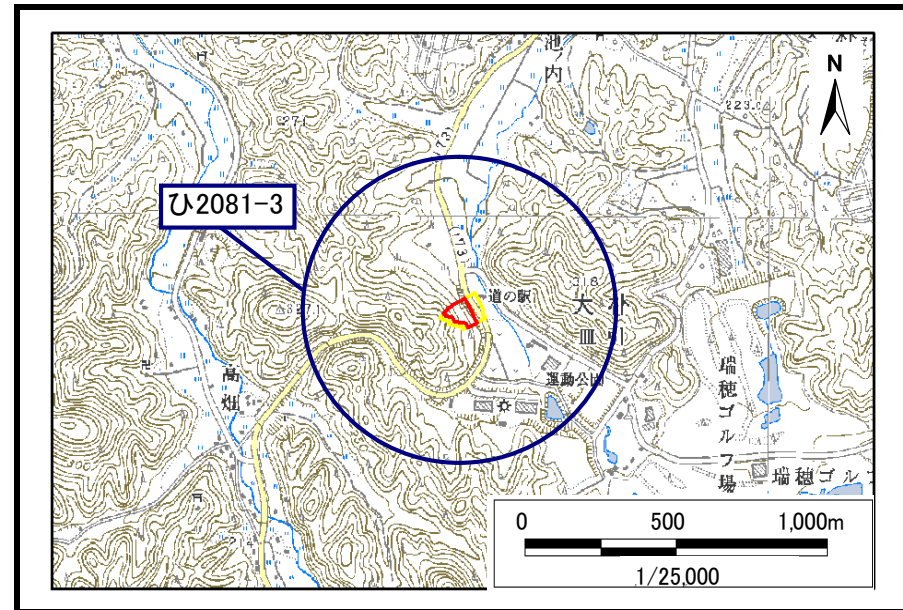 池ノ内
N
223.
271
ひ2081-3
173
道の駅
318
大皿
327
高畑
運動公園
瑞穂ゴルフ場
瑞穂ゴルフ
0 500 1,000m
1/25,000